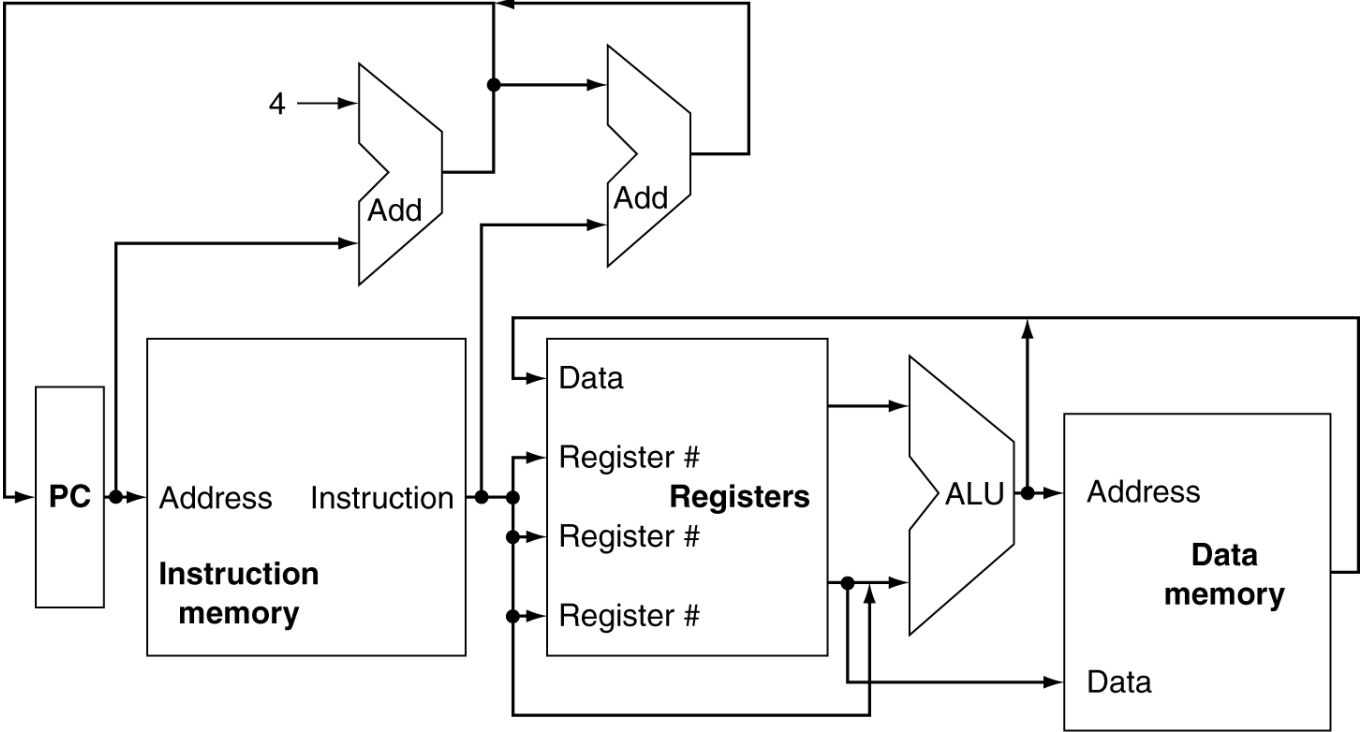 4
Add
Add
Data
Register #
Register #
Register #
Registers
PC
Address
Instruction
Instruction
memory
ALU
Address
Data
memory
Data